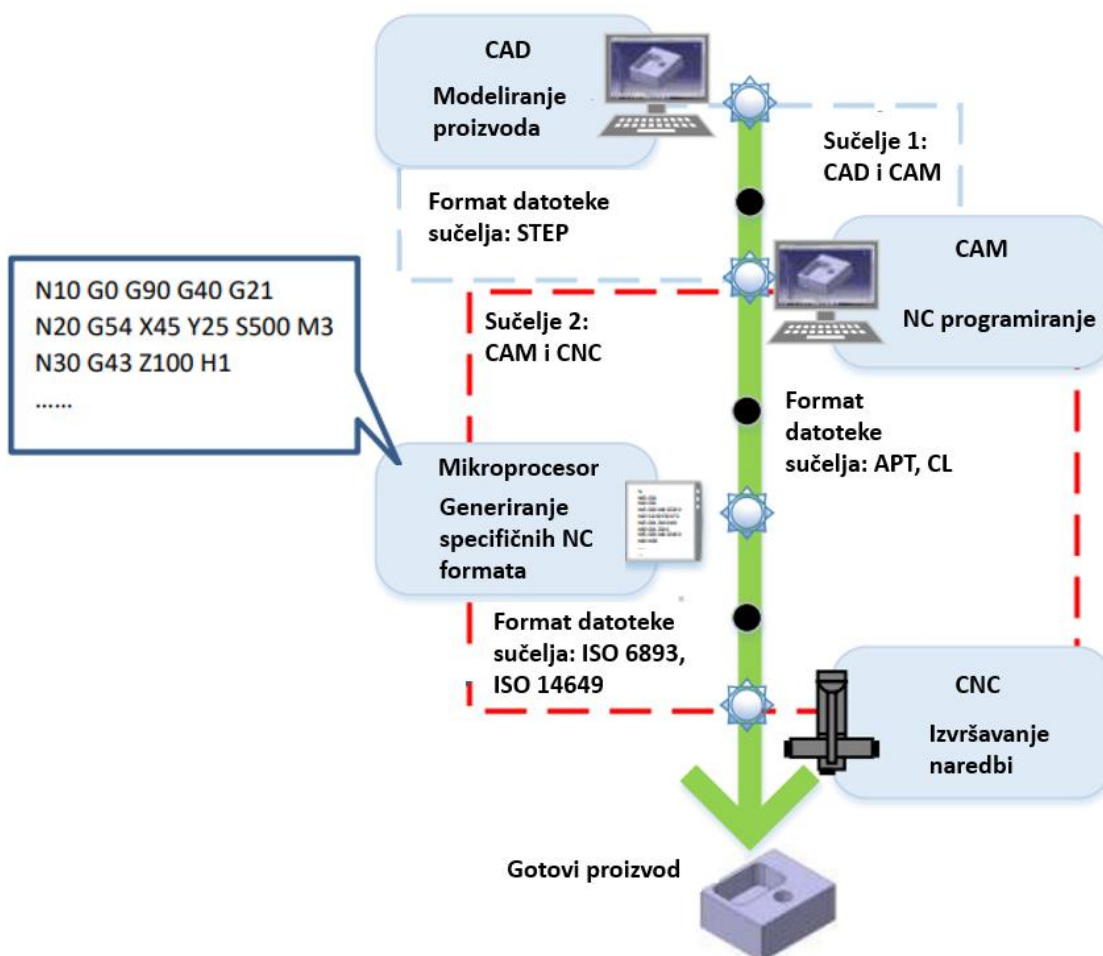 CAD
Modeliranje
proizvoda
Sučelje 1:
CAD i CAM
Format datoteke
sučelja: STEP
CAM
NC programiranje
N10 G0 G90 G40 G21
N20 G54 X45 Y25 S500 M3
N30 G43 Z100 H1
......
Sučelje 2:
CAM i CNC
Format
datoteke
sučelja: APT, CL
Mikroprocesor
Generiranje
specifičnih NC
formata
Format datoteke
sučelja: ISO 6893,
ISO 14649
CNC
Izvršavanje
naredbi
Gotovi proizvod